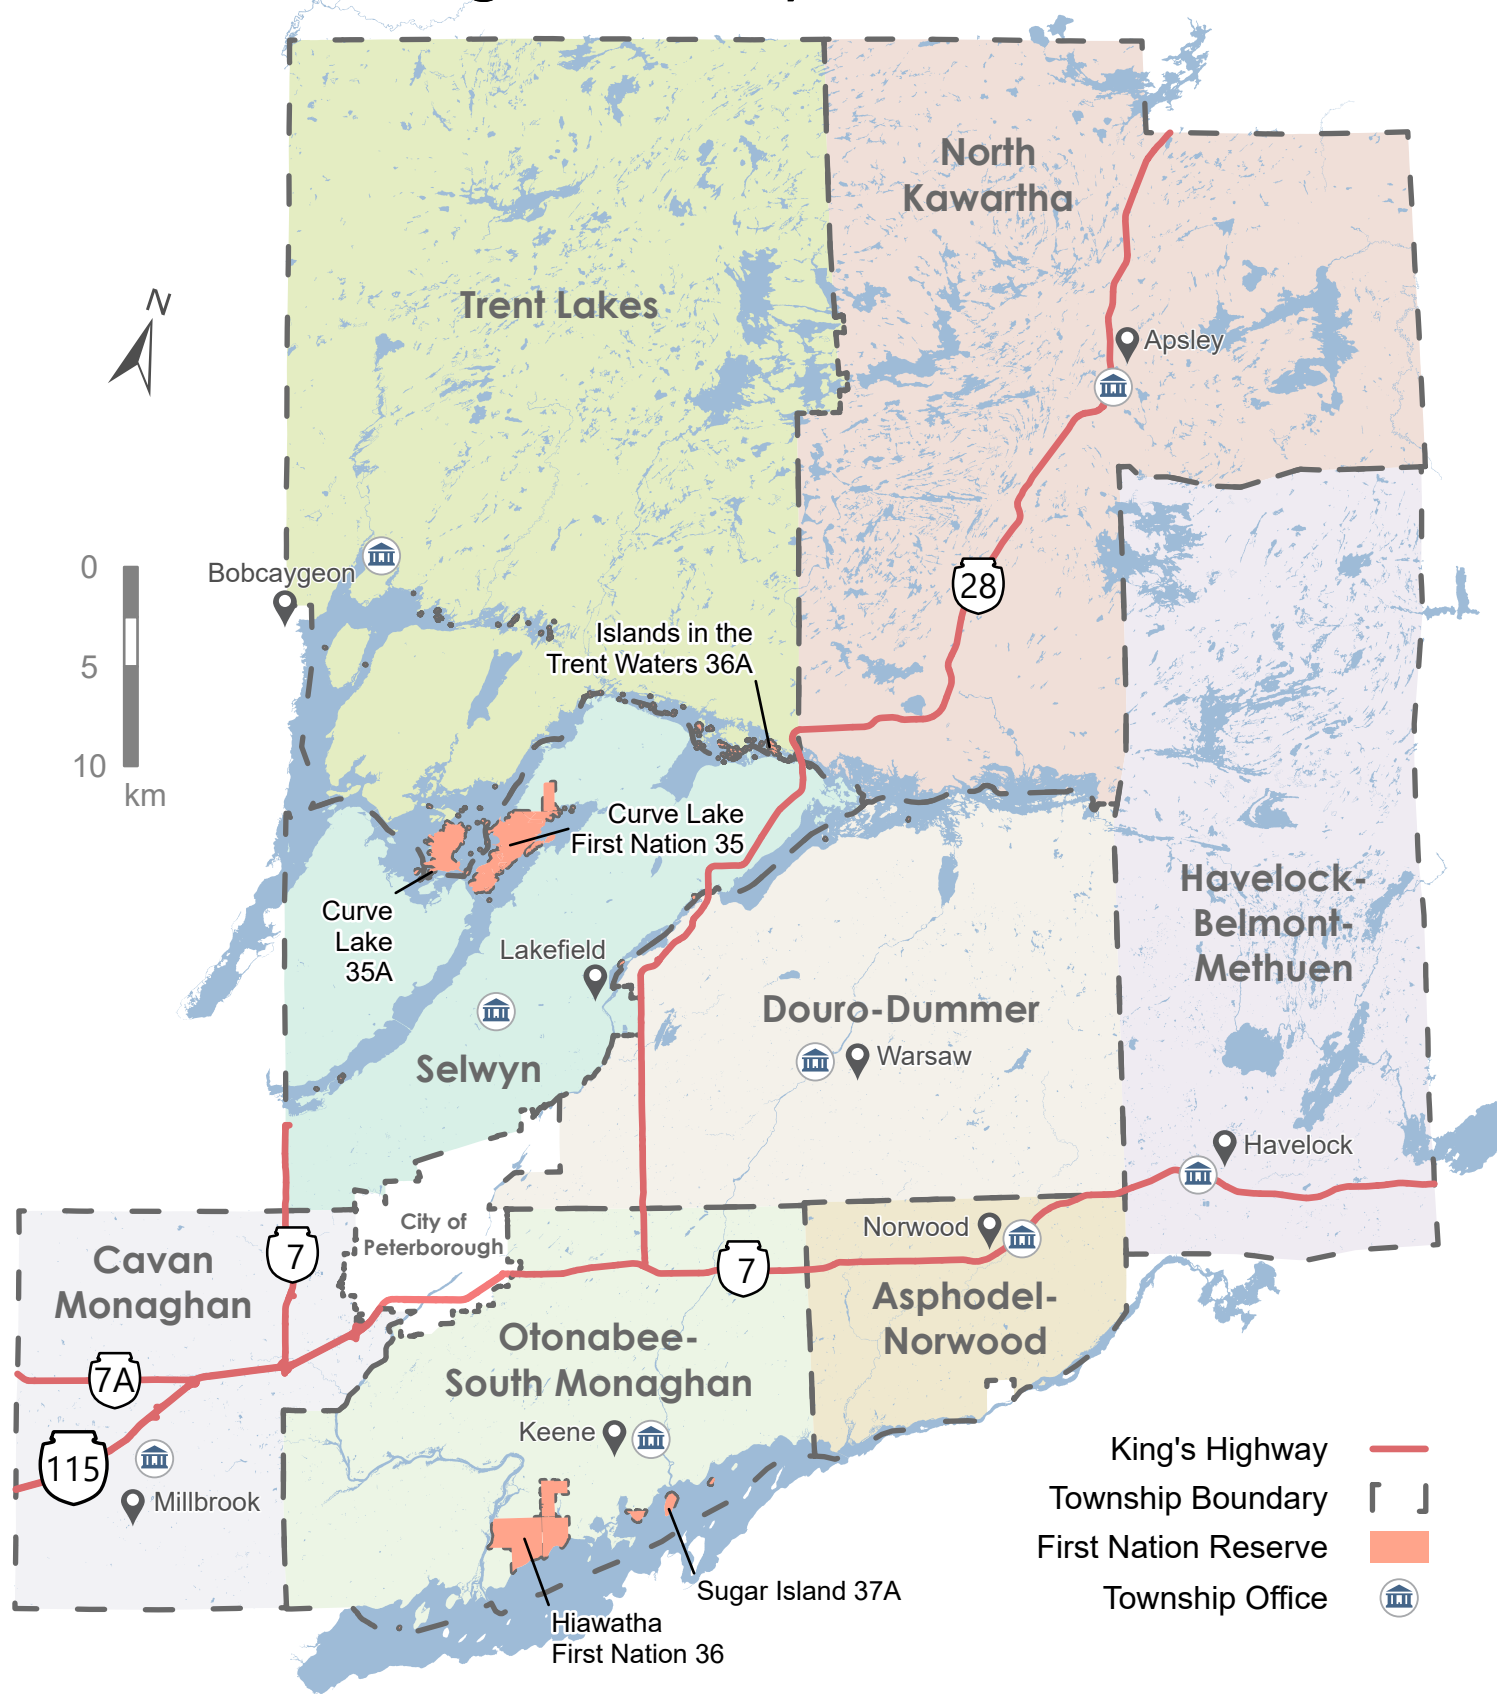 N
North
Kawartha
Trent Lakes
Apsley
0
Bobcaygeon
28
Islands in the
Trent Waters 36A
5
10
km
Curve Lake
First Nation 35
Curve
Lake
35A
Havelock-
Belmont-
Methuen
Lakefield
Douro-Dummer
Warsaw
Selwyn
Havelock
City of
Peterborough
Norwood
Cavan
Monaghan
7
7
Asphodel-
Norwood
Otonabee-
South Monaghan
7A
Keene
115
Millbrook
King's Highway
Township Boundary
First Nation Reserve
Township Office
Sugar Island 37A
Hiawatha
First Nation 36